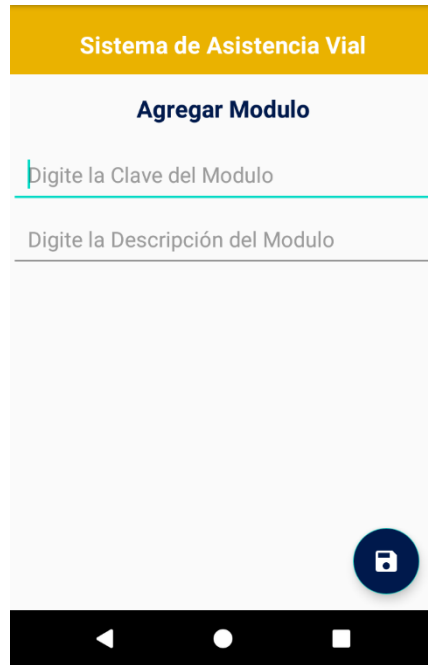 Sistema de Asistencia Vial
Agregar Modulo
Digite la Clave del Modulo
Digite la Descripción del Modulo